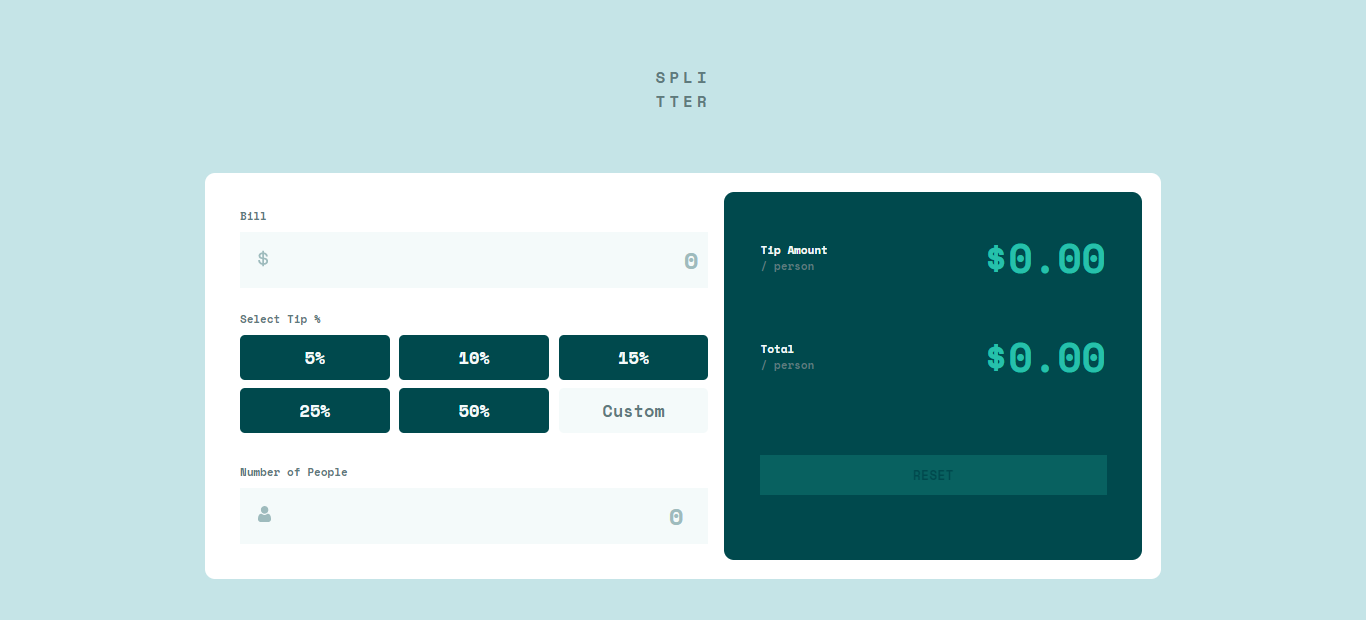 SPLI
TTER
Bill
$ 0
Select Tip %
5% 10% 15%
25% 50% Custom
Number of People
0
Tip Amount
/ person
$0.00
Total
/ person
$0.00
RESET